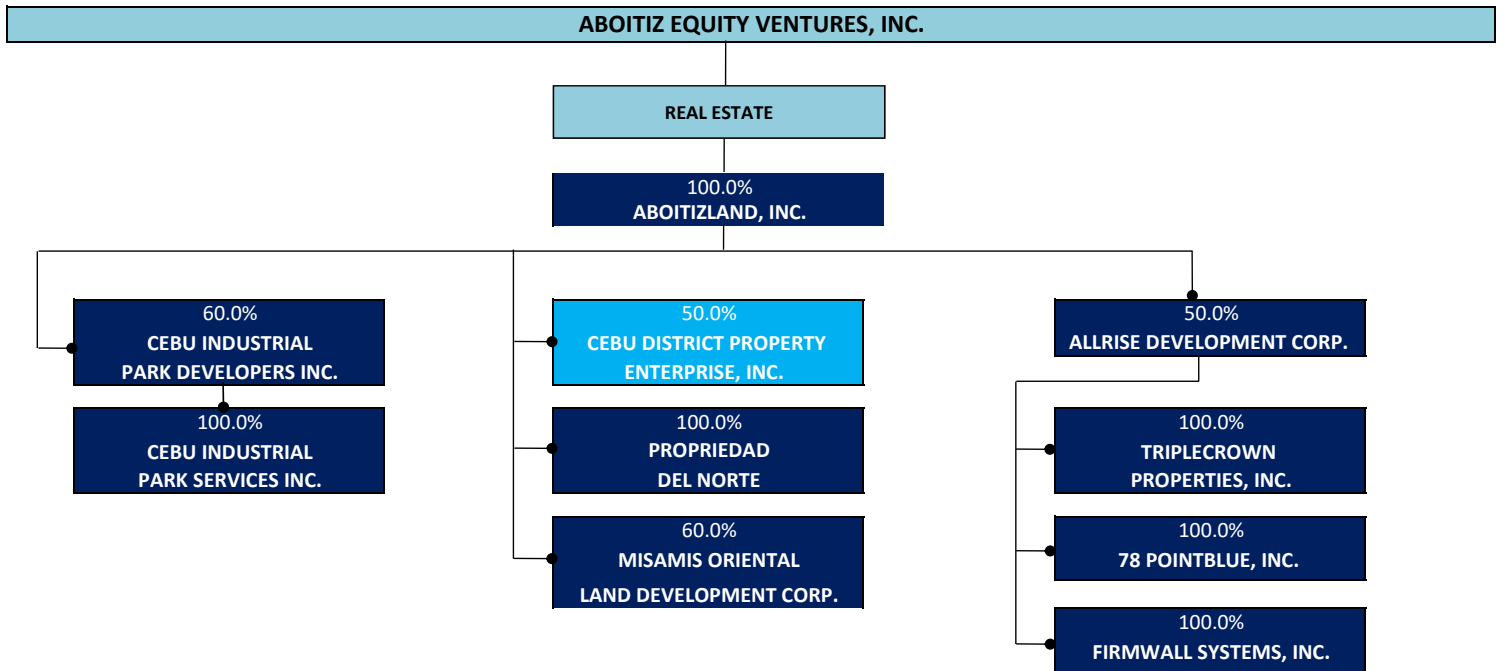 ABOITIZ EQUITY VENTURES, INC.
REAL ESTATE
100.0%
ABOITIZLAND, INC.
60.0%
CEBU INDUSTRIAL
PARK DEVELOPERS INC.
100.0%
CEBU INDUSTRIAL
PARK SERVICES INC.
50.0%
CEBU DISTRICT PROPERTY
ENTERPRISE, INC.
100.0%
PROPRIEDAD
DEL NORTE
60.0%
MISAMIS ORIENTAL
LAND DEVELOPMENT CORP.
50.0%
ALLRISE DEVELOPMENT CORP.
100.0%
TRIPLECROWN
PROPERTIES, INC.
100.0%
78 POINTBLUE, INC.
100.0%
FIRMWALL SYSTEMS, INC.